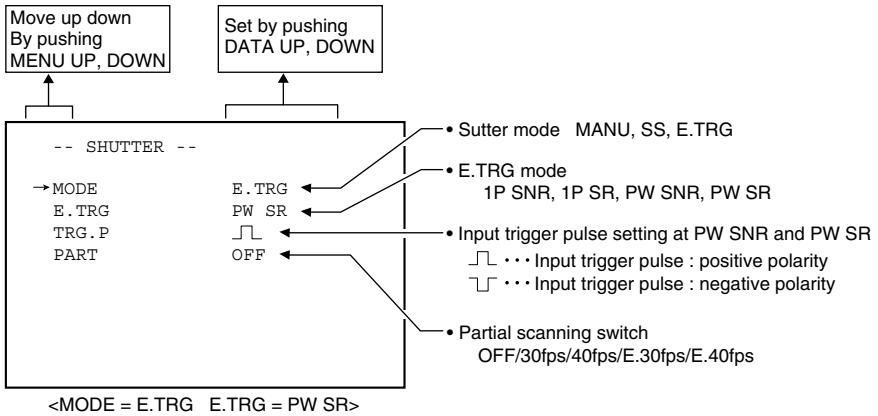 Move up down
By pushing
MENU UP, DOWN
Set by pushing
DATA UP, DOWN
-- SHUTTER --
→MODE E.TRG
E.TRG PW SR
TRG.P
PART OFF
• Sutter mode MANU, SS, E.TRG
• E.TRG mode
1P SNR, 1P SR, PW SNR, PW SR
• Input trigger pulse setting at PW SNR and PW SR
• • • Input trigger pulse : positive polarity
• • • Input trigger pulse : negative polarity
• Partial scanning switch
OFF/30fps/40fps/E.30fps/E.40fps
<MODE = E.TRG E.TRG = PW SR>